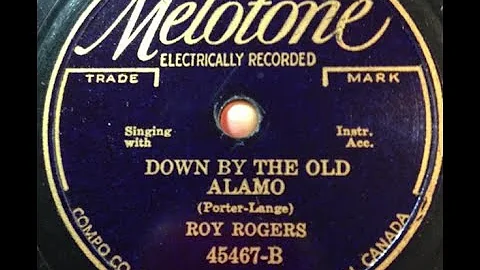 Melotone
ELECTRICALLY RECORDED
TRADE MARK
Singing with
Instr. Acc.
DOWN BY THE OLD
ALAMO
(Porter-Lange)
ROY ROGERS
45467-B
COMPO CO
CANADA